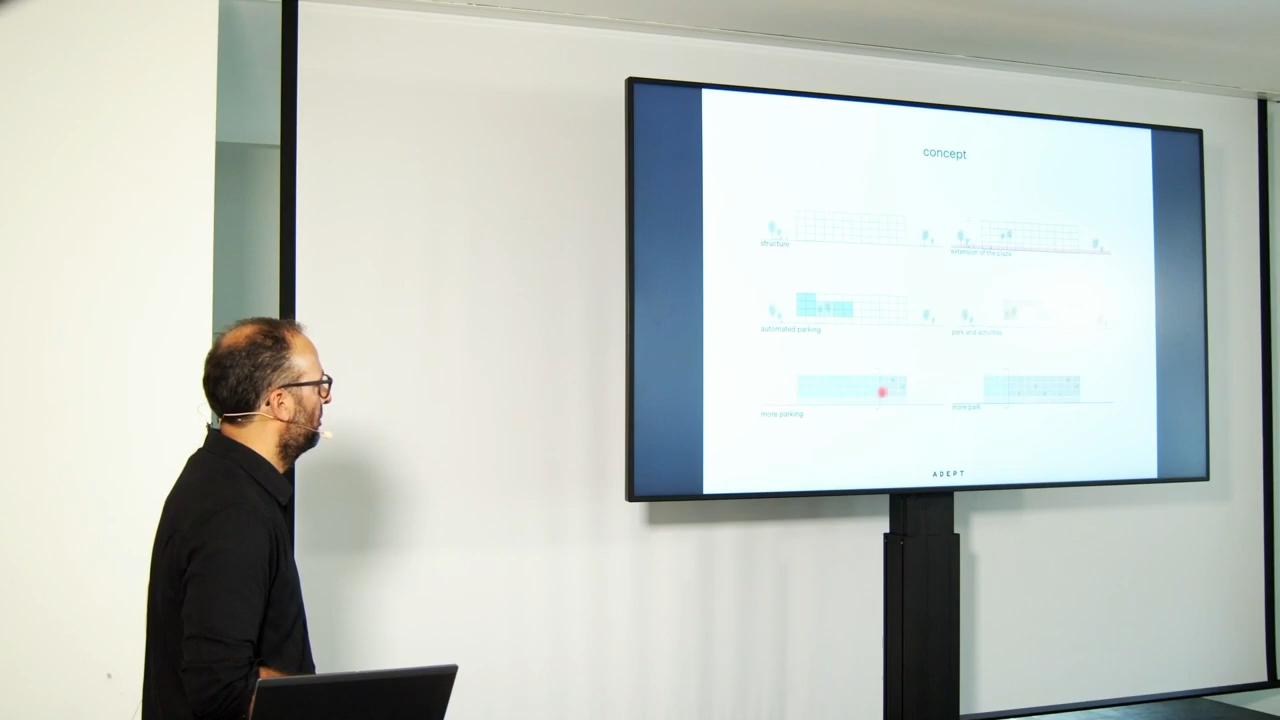 concept
structure
extension of the plaza
automated parking
park and activities
more parking
more park
ADEPT